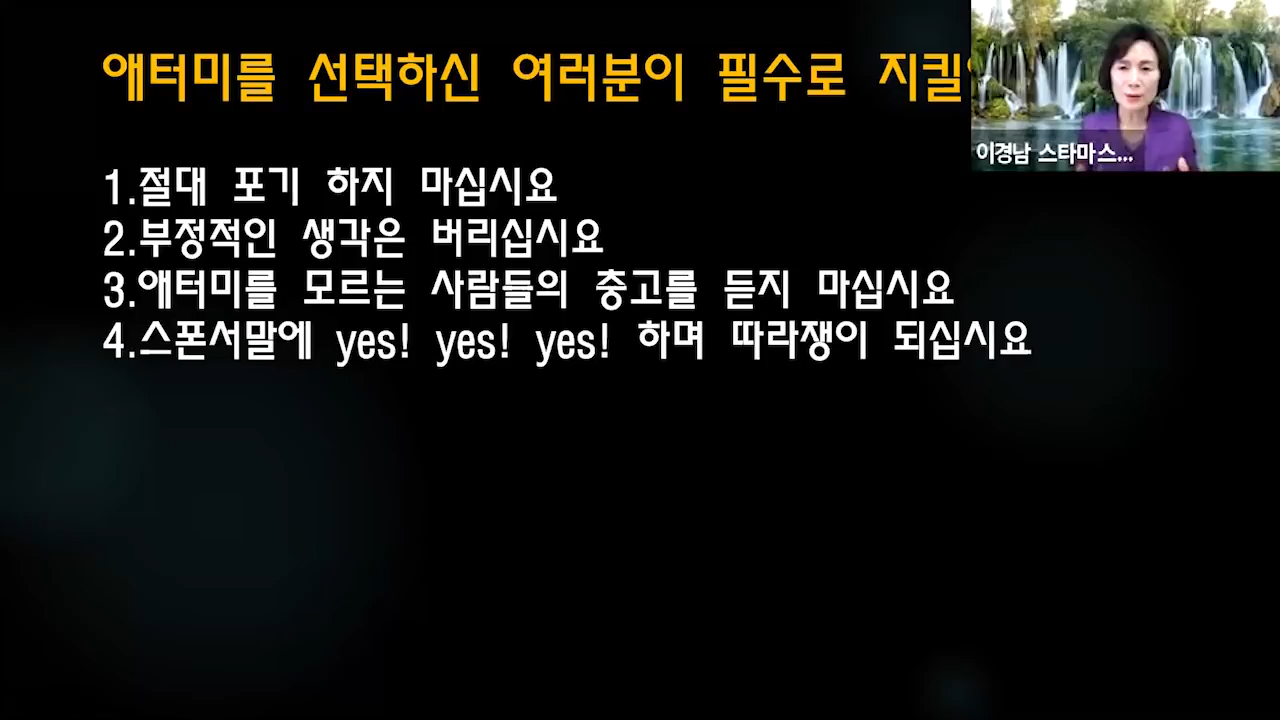 애터미를 선택하신 여러분이 필수로 지킬
이경남 스타마스...
1.절대 포기 하지 마십시요
2.부정적인 생각은 버리십시요
3.애터미를 모르는 사람들의 충고를 듣지 마십시요
4.스폰서말에 yes! yes! yes! 하며 따라쟁이 되십시요